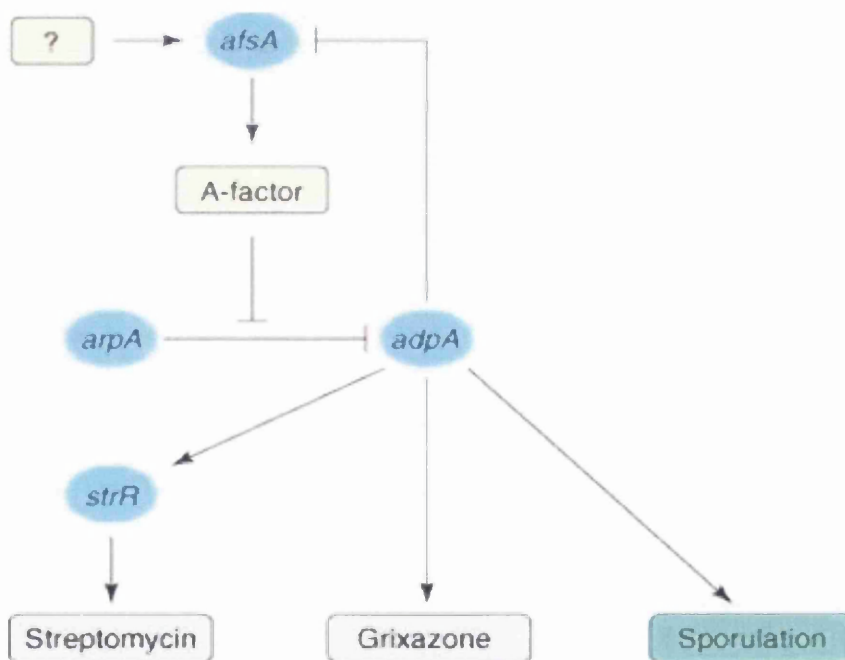 ?
afsA
A-factor
arpA
adpA
strR
Streptomycin
Grixazone
Sporulation